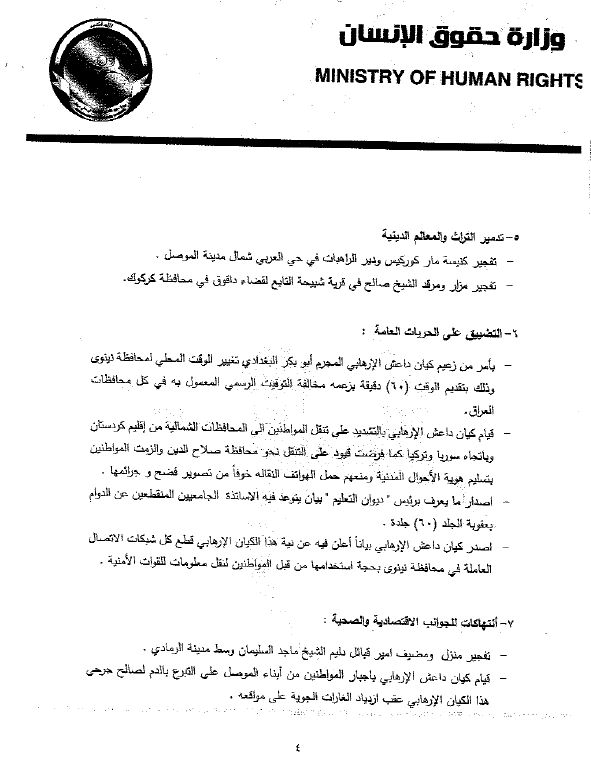 وزارة حقوق الإنسان
MINISTRY OF HUMAN RIGHTS
٥- تدمير التراث والمعالم الدينية
– تفجير كنيسة مار كوركيس ودير الراهبات في حي العربي شمال مدينة الموصل .
– تفجير مزار ومرقد الشيخ صالح في قرية شبيحة التابع لقضاء داقوق في محافظة كركوك.
٦- التضييق على الحريات العامة :
– بأمر من زعيم كيان داعش الإرهابي المجرم أبو بكر البغدادي تغيير الوقت المحلي لمحافظة نينوى
وذلك بتقديم الوقت (٦٠) دقيقة بزعمه مخالفة التوقيت الرسمي المعمول به في كل محافظات
العراق.
– قيام كيان داعش الإرهابي بالتشديد على تنقل المواطنين الى المحافظات الشمالية من إقليم كردستان
وباتجاه سوريا وتركيا كما فرضت قيود على التنقل نحو محافظة صلاح الدين والزمت المواطنين
بتسليم هوية الأحوال المدنية ومنعهم حمل الهواتف النقاله خوفاً من تصوير فضح و جرائمها .
– اصدار ما يعرف برئيس " ديوان التعليم " بيان يتوعد فيه الاساتذة الجامعيين المنقطعين عن الدوام
بعقوبة الجلد (٦٠) جلدة .
– اصدر كيان داعش الإرهابي بياناً أعلن فيه عن نية هذا الكيان الإرهابي قطع كل شبكات الاتصال
العاملة في محافظة نينوى بحجة استخدامها من قبل المواطنين لنقل معلومات للقوات الأمنية .
٧- أنتهاكات للجوانب الاقتصادية والصحية :
– تفجير منزل ومضيف امير قبائل دليم الشيخ ماجد السليمان وسط مدينة الرمادي .
– قيام كيان داعش الإرهابي باجبار المواطنين من أبناء الموصل على التبرع بالدم لصالح جرحى
هذا الكيان الإرهابي عقب ازدياد الغارات الجوية على مواقعه .
٤